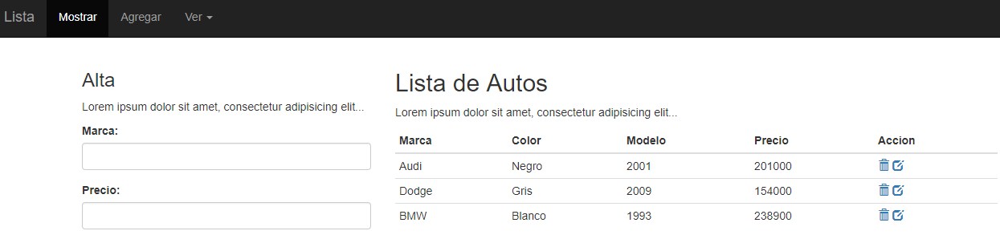 Lista Mostrar Agregar Ver
Alta
Lorem ipsum dolor sit amet, consectetur adipisicing elit...
Marca:
Precio:
Lista de Autos
Lorem ipsum dolor sit amet, consectetur adipisicing elit...
Marca Color Modelo Precio Accion
Audi Negro 2001 201000
Dodge Gris 2009 154000
BMW Blanco 1993 238900